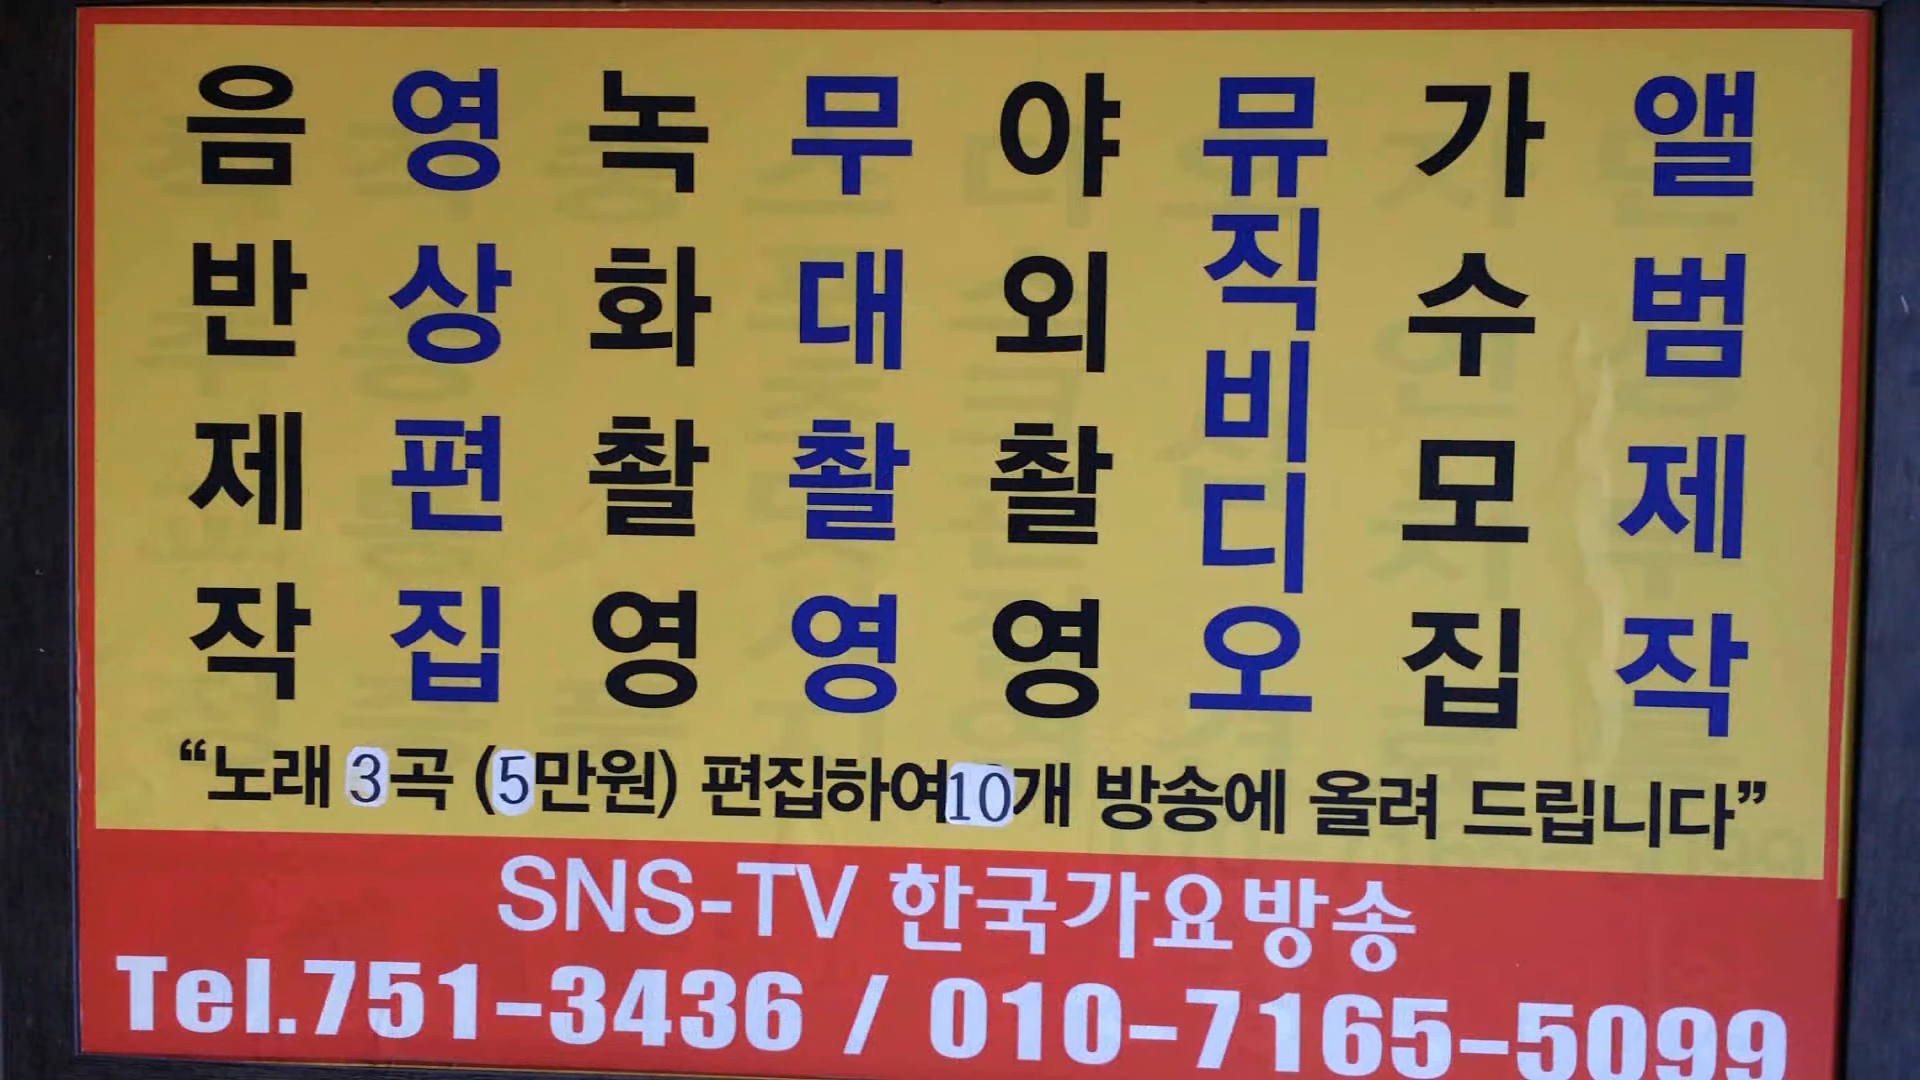 음반제작
영상편집
녹화촬영
무대촬영
야외촬영
뮤직비디오
가수모집
앨범제작
“노래 3곡 (5만원) 편집하여 10개 방송에 올려 드립니다”
SNS-TV 한국가요방송
Tel.751-3436 / 010-7165-5099